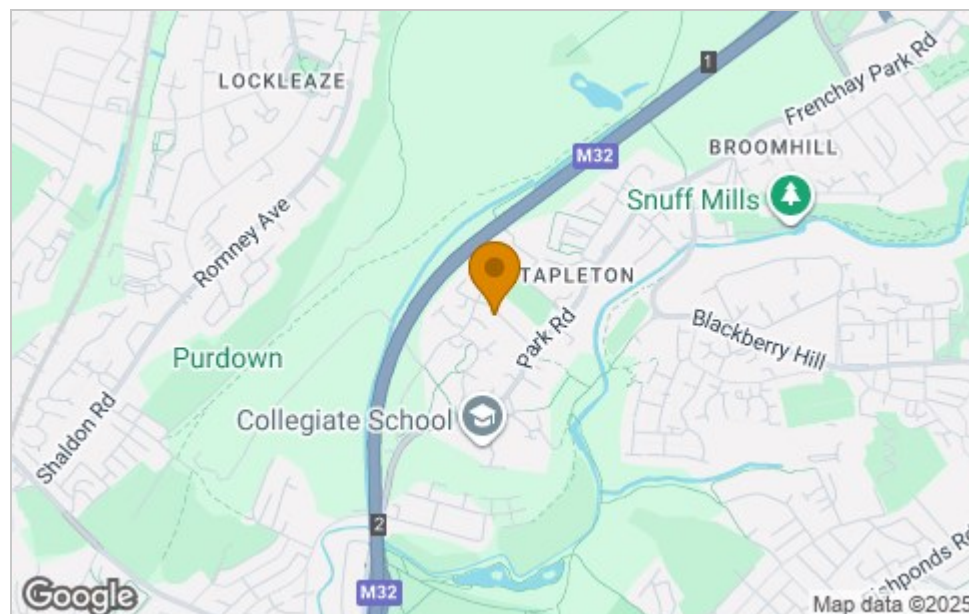 1
LOCKLEAZE
Frenchay Park Rd
M32
BROOMHILL
Snuff Mills
Romney Ave
TAPLETON
Blackberry Hill
Park Rd
Purdown
Collegiate School
Shaldon Rd
2
M32
Google
Map data ©2025